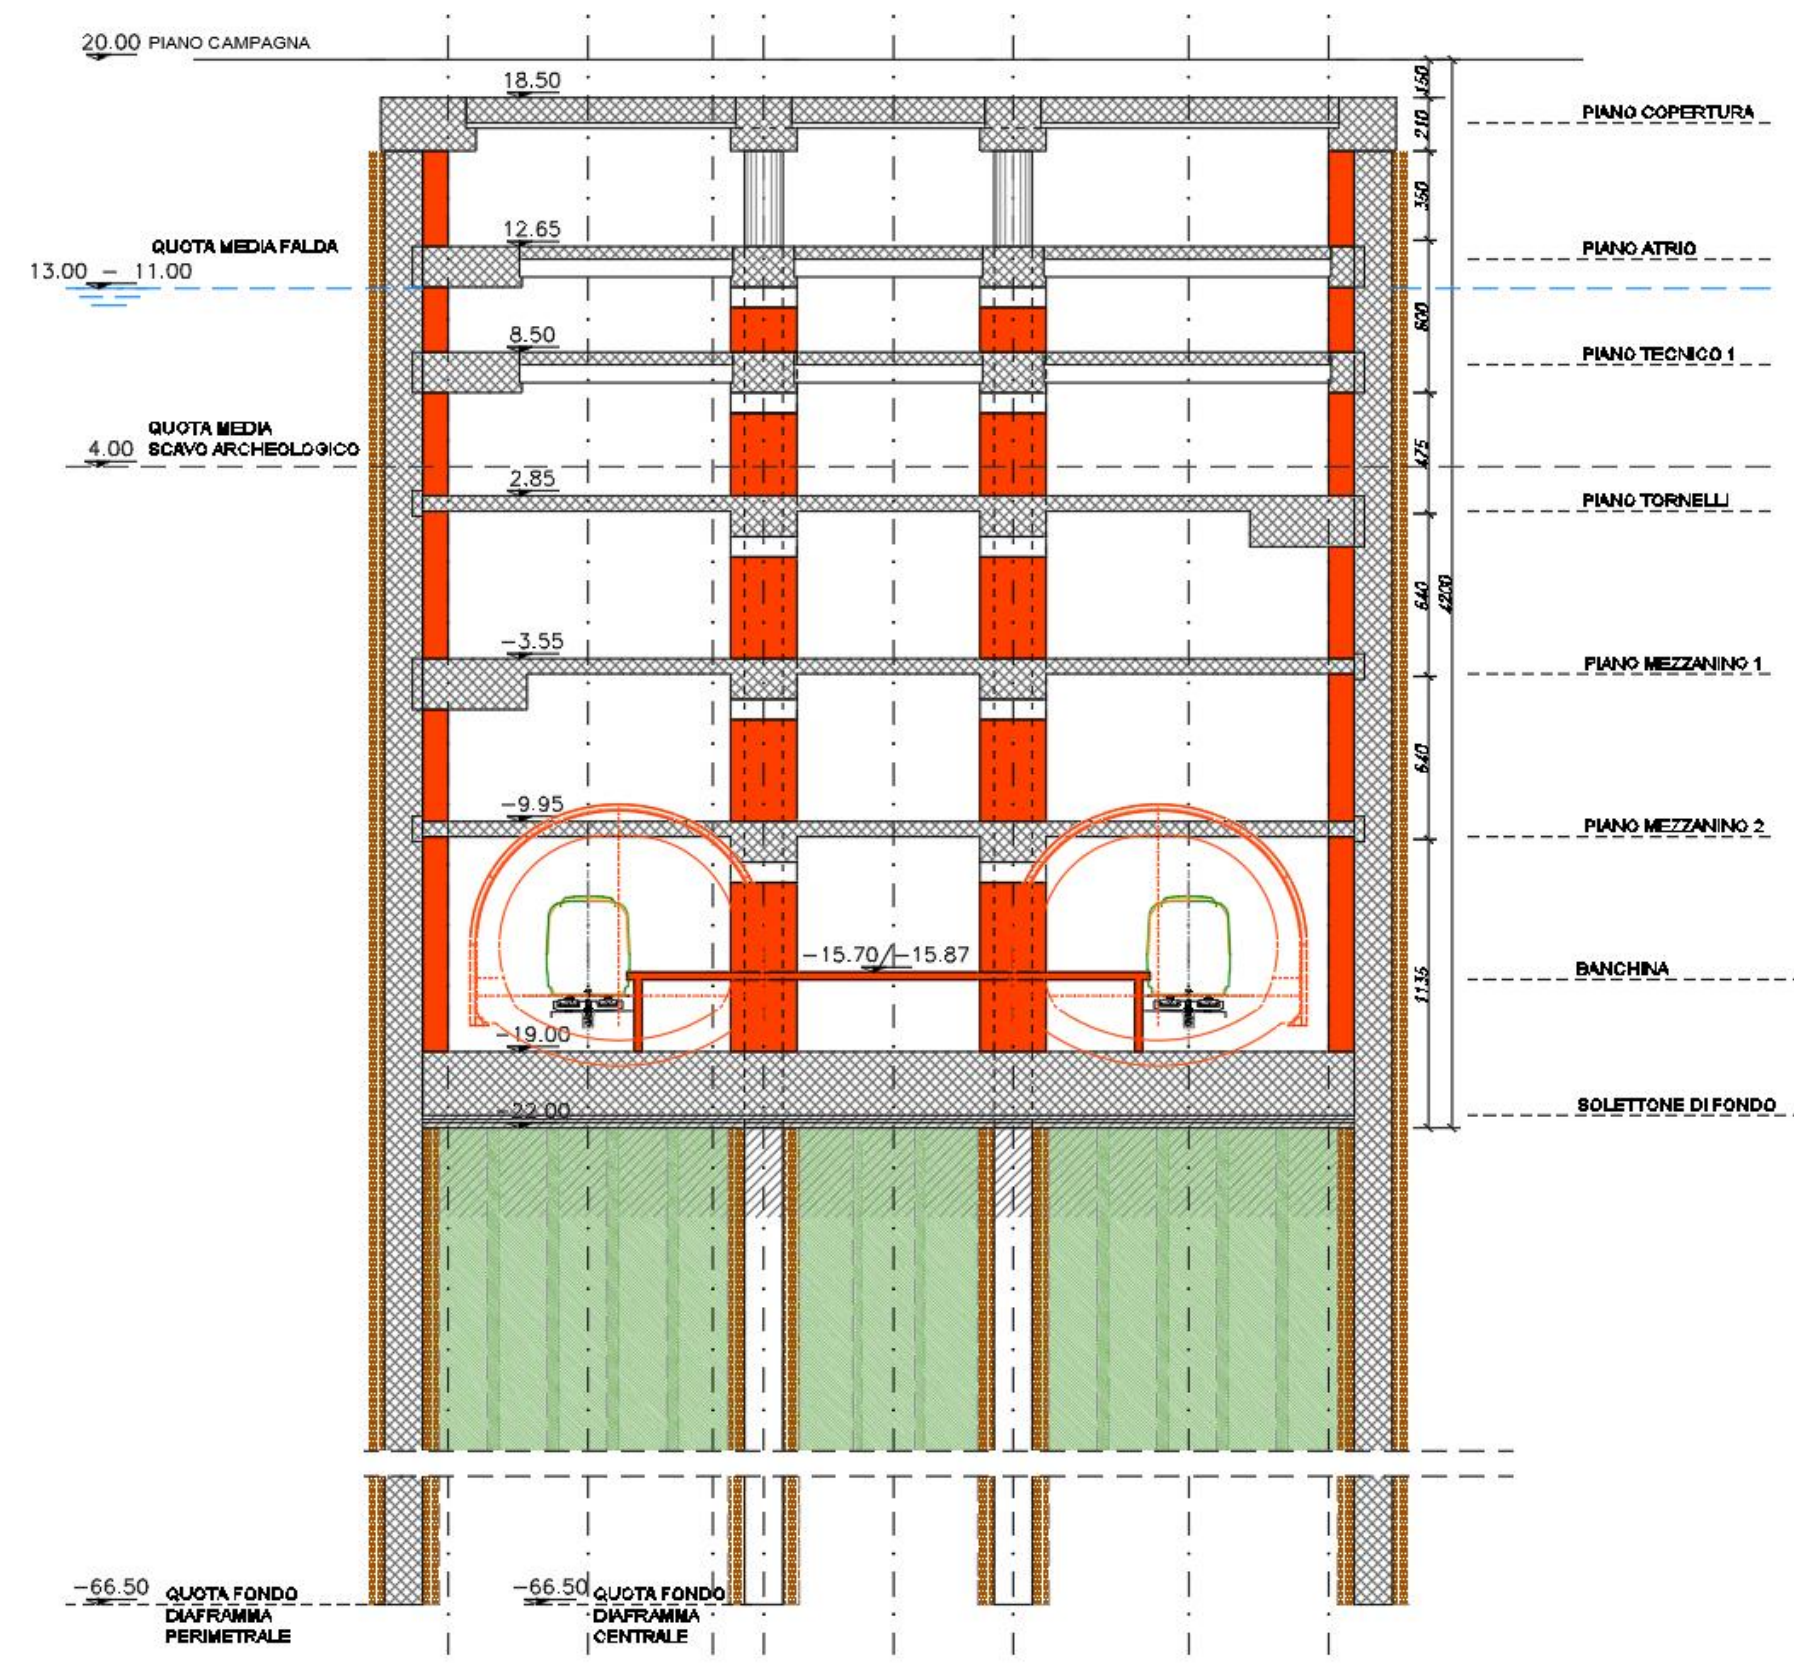 20.00 PIANO CAMPAGNA
18.50
150
PIANO COPERTURA
210
350
12.65
QUOTA MEDIA FALDA
PIANO ATRIO
13.00 - 11.00
600
8.50
PIANO TECNICO 1
QUOTA MEDIA
4.00 SCAVO ARCHEOLOGICO
475
2.85
PIANO TORNELLI
640
4200
-3.55
PIANO MEZZANINO 1
640
-9.95
PIANO MEZZANINO 2
-15.70/-15.87
BANCHINA
1135
-19.00
-22.00
SOLETTONE DI FONDO
-66.50 QUOTA FONDO
DIAFRAMMA
PERIMETRALE
-66.50 QUOTA FONDO
DIAFRAMMA
CENTRALE